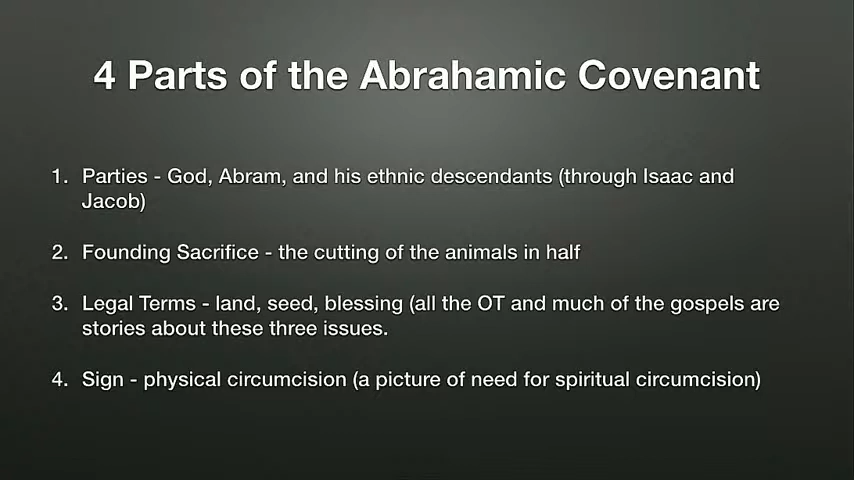 4 Parts of the Abrahamic Covenant
1. Parties - God, Abram, and his ethnic descendants (through Isaac and
Jacob)
2. Founding Sacrifice - the cutting of the animals in half
3. Legal Terms - land, seed, blessing (all the OT and much of the gospels are
stories about these three issues.
4. Sign - physical circumcision (a picture of need for spiritual circumcision)